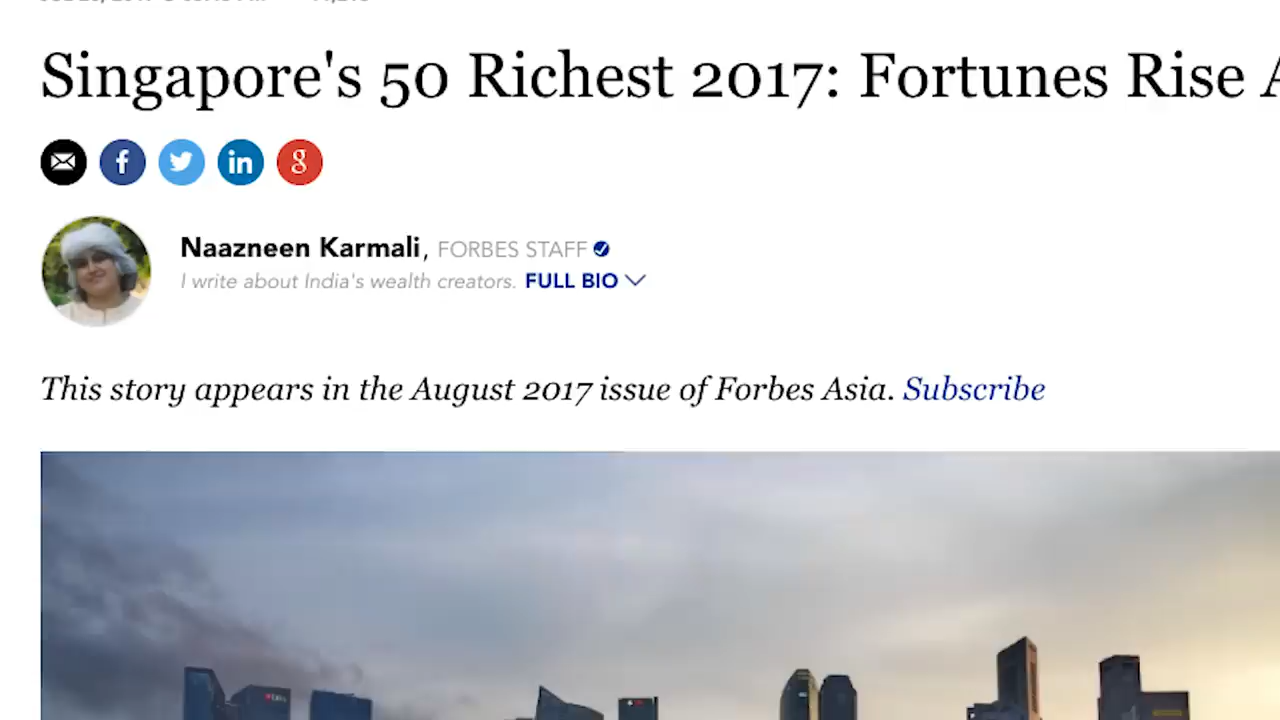 Singapore's 50 Richest 2017: Fortunes Rise
Naazneen Karmali, FORBES STAFF
I write about India's wealth creators. FULL BIO
This story appears in the August 2017 issue of Forbes Asia. Subscribe